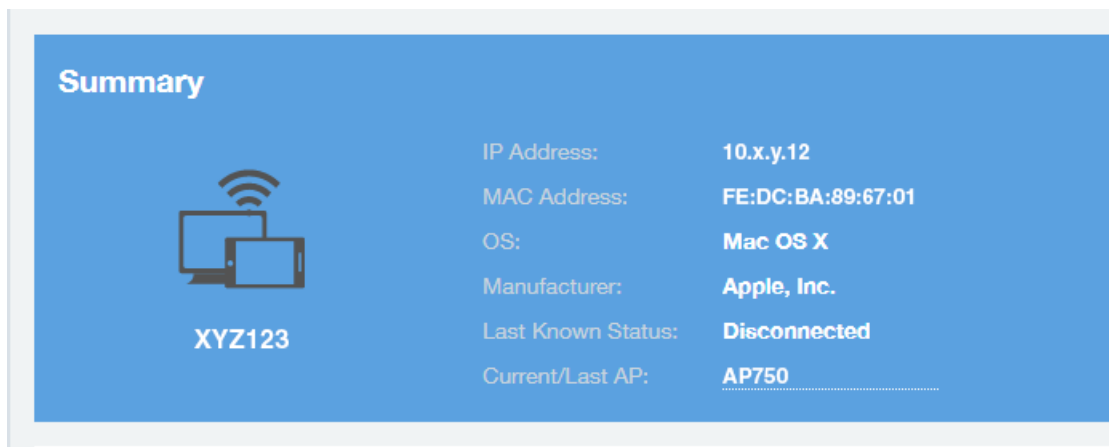 Summary
IP Address: 10.x.y.12
MAC Address: FE:DC:BA:89:67:01
OS: Mac OS X
Manufacturer: Apple, Inc.
Last Known Status: Disconnected
Current/Last AP: AP750
XYZ123